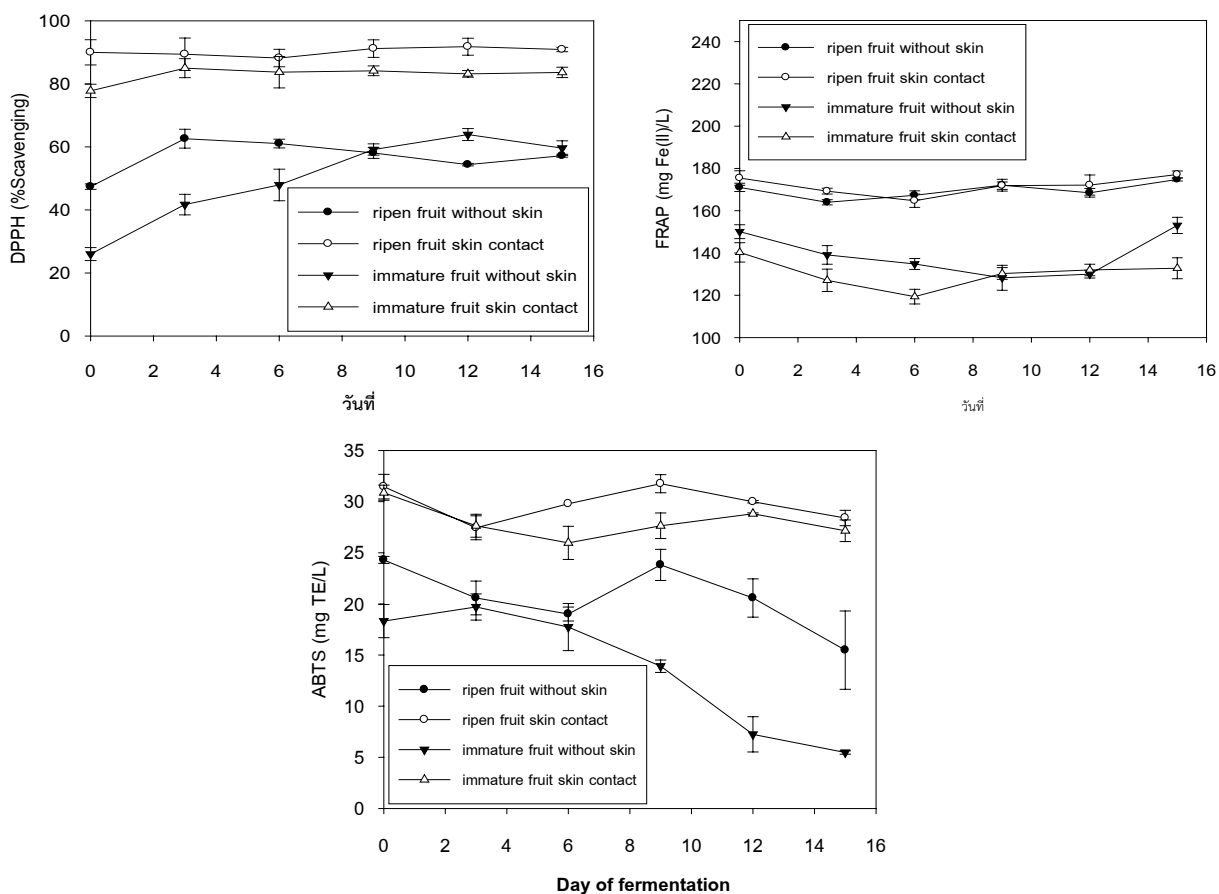 DPPH (%Scavenging)
100
80
60
40
20
0
ripen fruit without skin
ripen fruit skin contact
immature fruit without skin
immature fruit skin contact
0 2 4 6 8 10 12 14 16
วันที่
FRAP (mg Fe(II)/L)
240
220
200
180
160
140
120
100
ripen fruit without skin
ripen fruit skin contact
immature fruit without skin
immature fruit skin contact
0 2 4 6 8 10 12 14 16
วันที่
ABTS (mg TE/L)
35
30
25
20
15
10
5
0
ripen fruit without skin
ripen fruit skin contact
immature fruit without skin
immature fruit skin contact
0 2 4 6 8 10 12 14 16
Day of fermentation